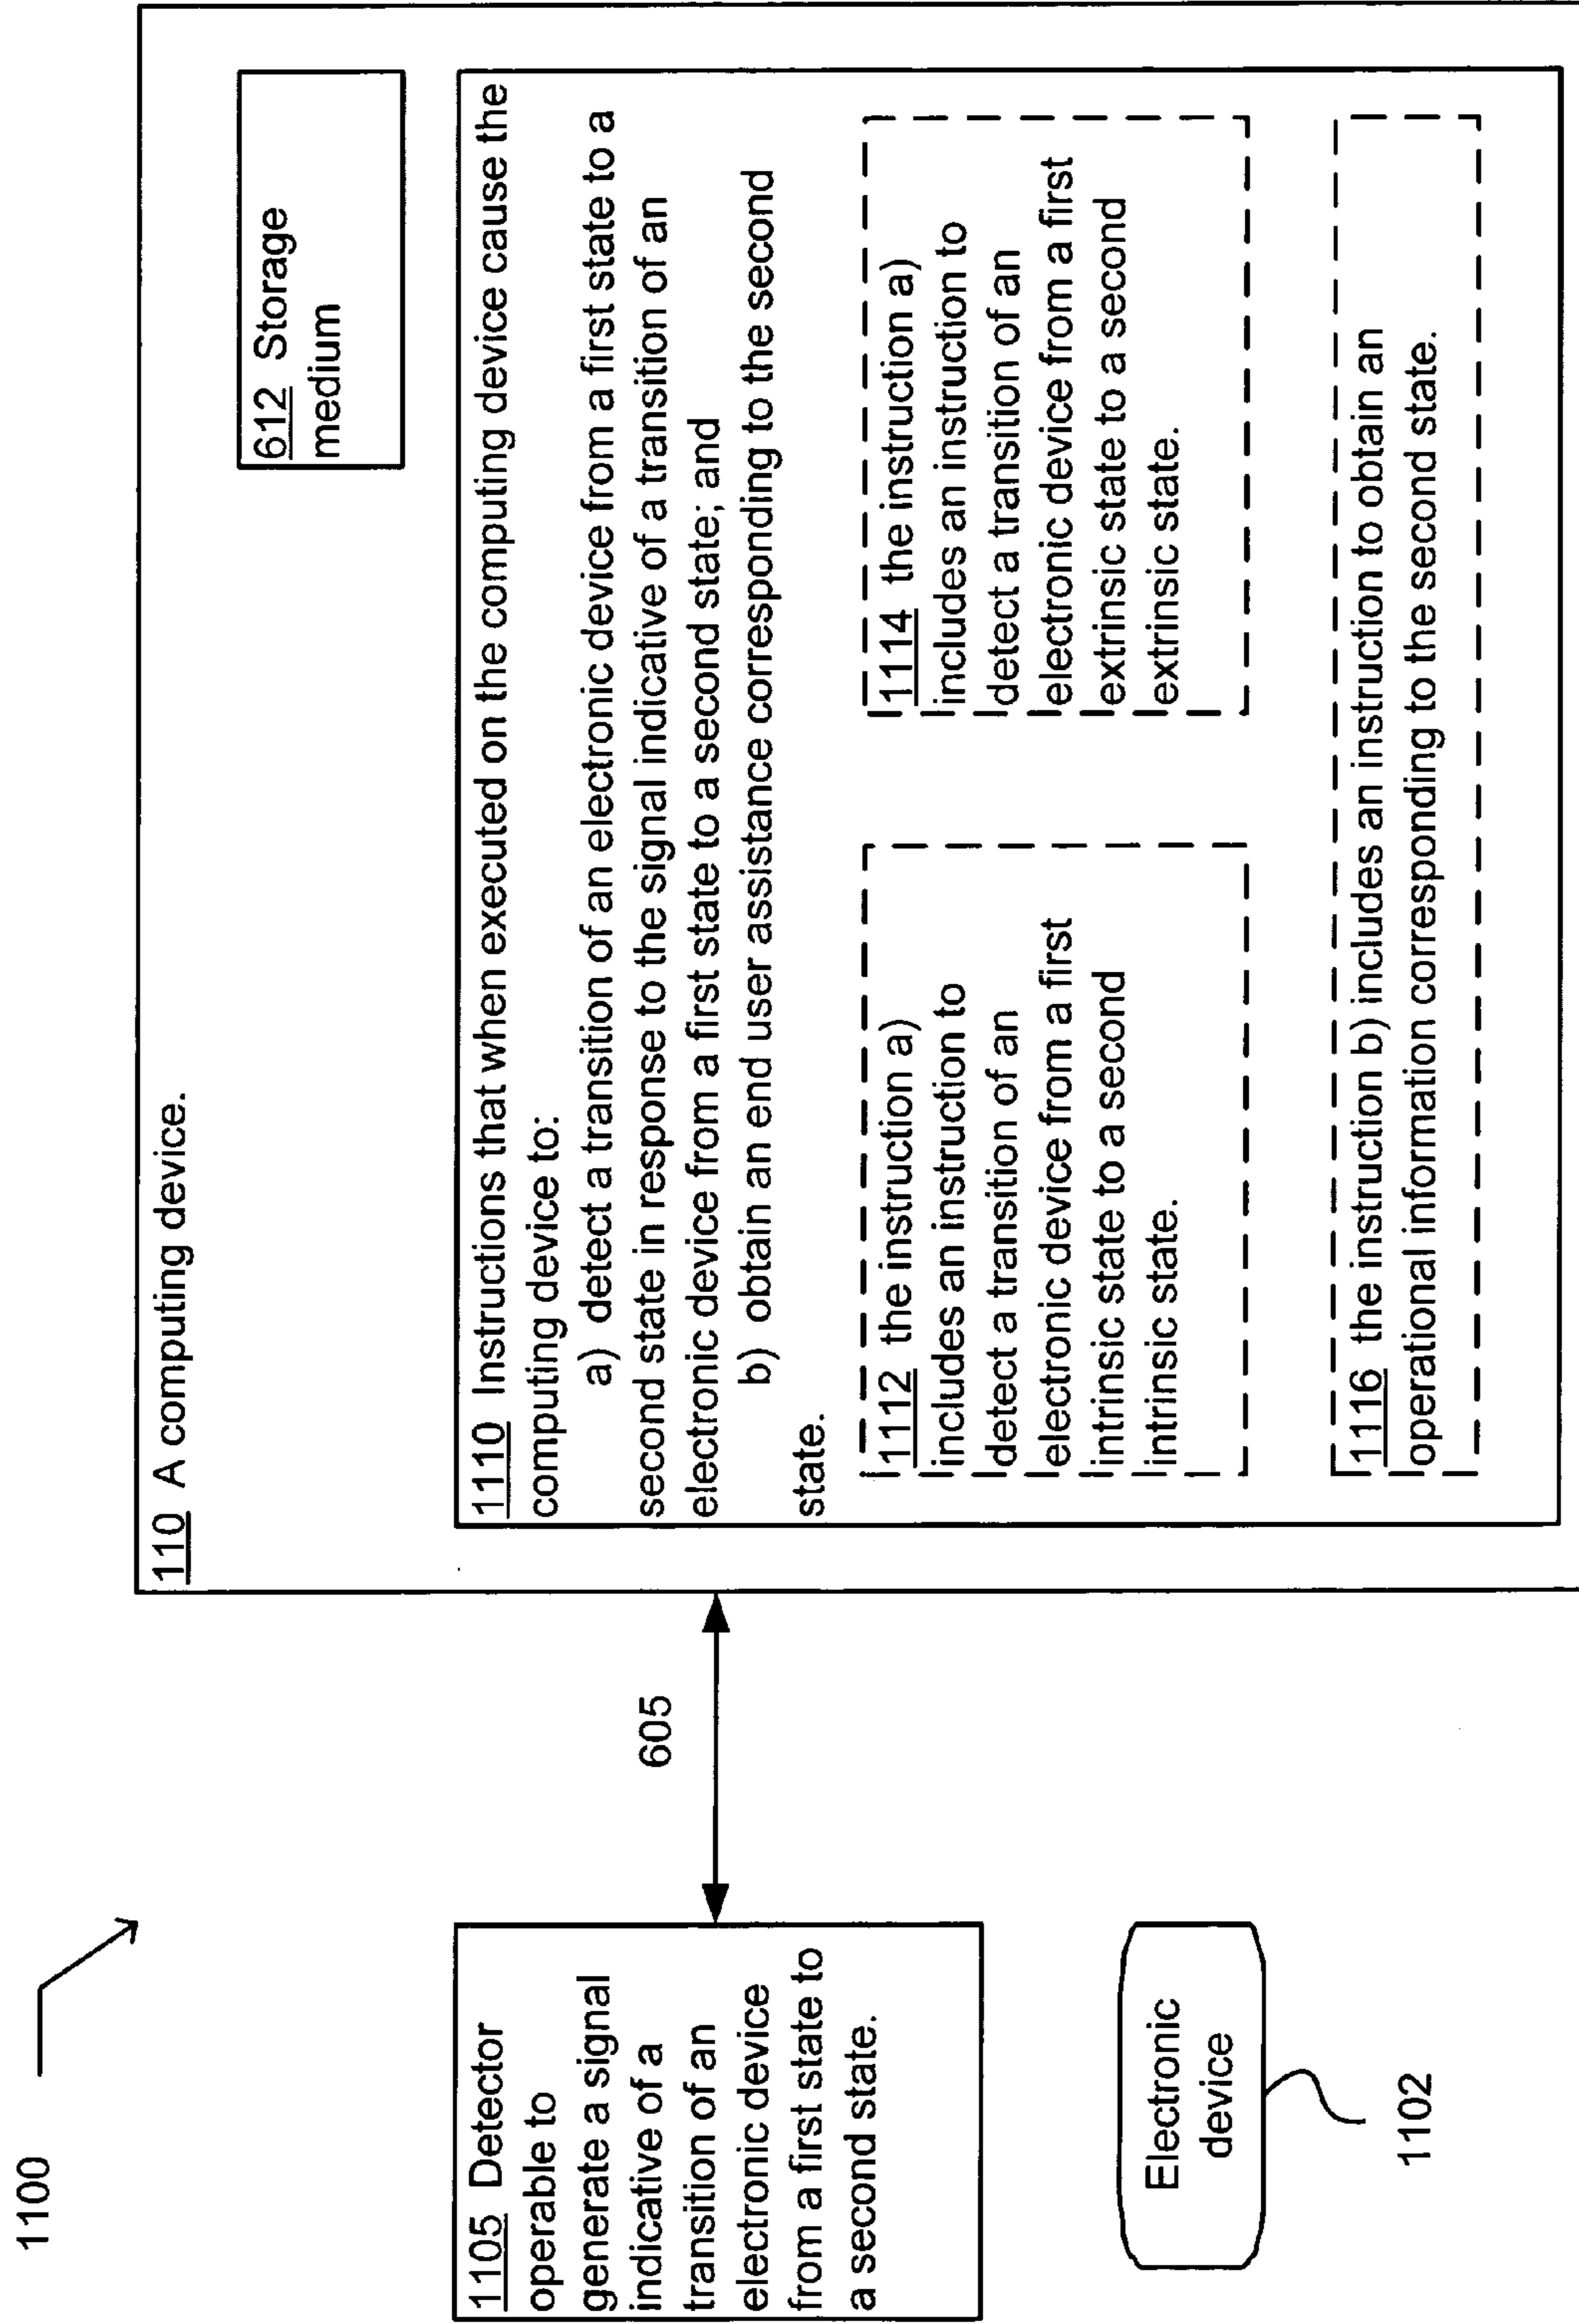 1100
1105 Detector
operable to
generate a signal
indicative of a
transition of an
electronic device
from a first state to
a second state.
Electronic
device
1102
605
110 A computing device.
612 Storage
medium
1110 Instructions that when executed on the computing device cause the
computing device to:
a) detect a transition of an electronic device from a first state to a
second state in response to the signal indicative of a transition of an
electronic device from a first state to a second state; and
b) obtain an end user assistance corresponding to the second
state.
1112 the instruction a)
includes an instruction to
detect a transition of an
electronic device from a first
intrinsic state to a second
intrinsic state.
1114 the instruction a)
includes an instruction to
detect a transition of an
electronic device from a first
extrinsic state to a second
extrinsic state.
1116 the instruction b) includes an instruction to obtain an
operational information corresponding to the second state.